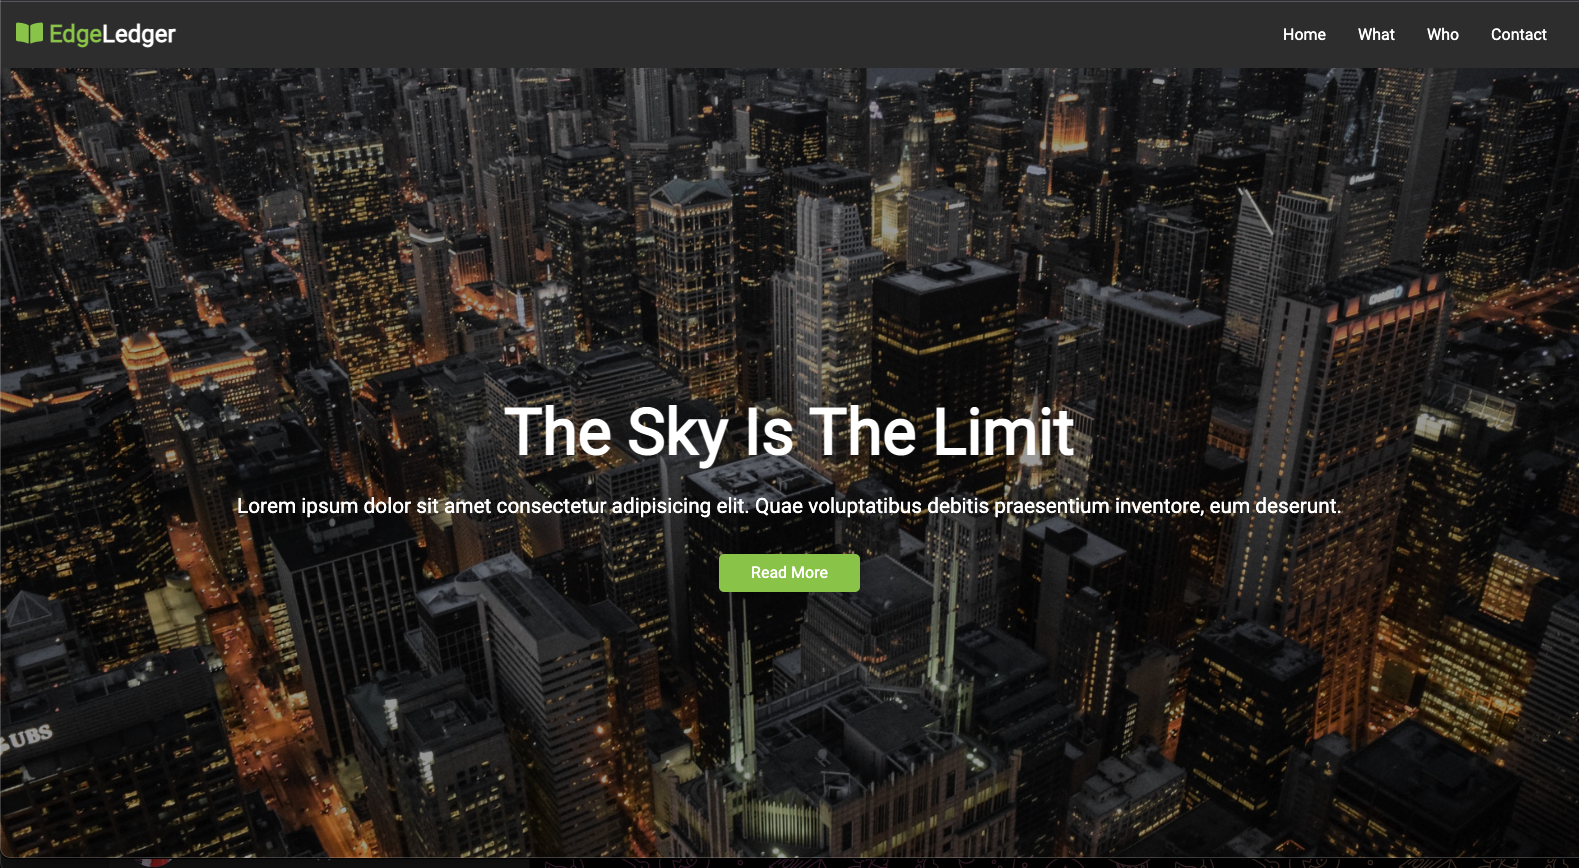 EdgeLedger
Home What Who Contact
The Sky Is The Limit
Lorem ipsum dolor sit amet consectetur adipisicing elit. Quae voluptatibus debitis praesentium inventore, eum deserunt.
Read More
UBS